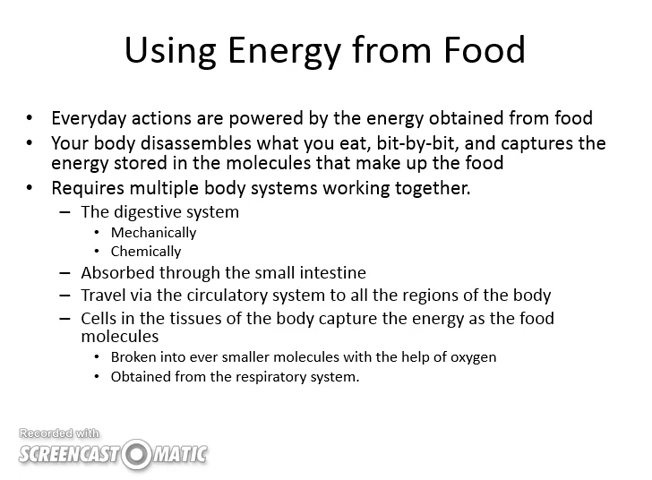 Using Energy from Food
• Everyday actions are powered by the energy obtained from food
• Your body disassembles what you eat, bit-by-bit, and captures the
energy stored in the molecules that make up the food
• Requires multiple body systems working together.
– The digestive system
• Mechanically
• Chemically
– Absorbed through the small intestine
– Travel via the circulatory system to all the regions of the body
– Cells in the tissues of the body capture the energy as the food
molecules
• Broken into ever smaller molecules with the help of oxygen
• Obtained from the respiratory system.
Recorded with
SCREENCAST-O-MATIC